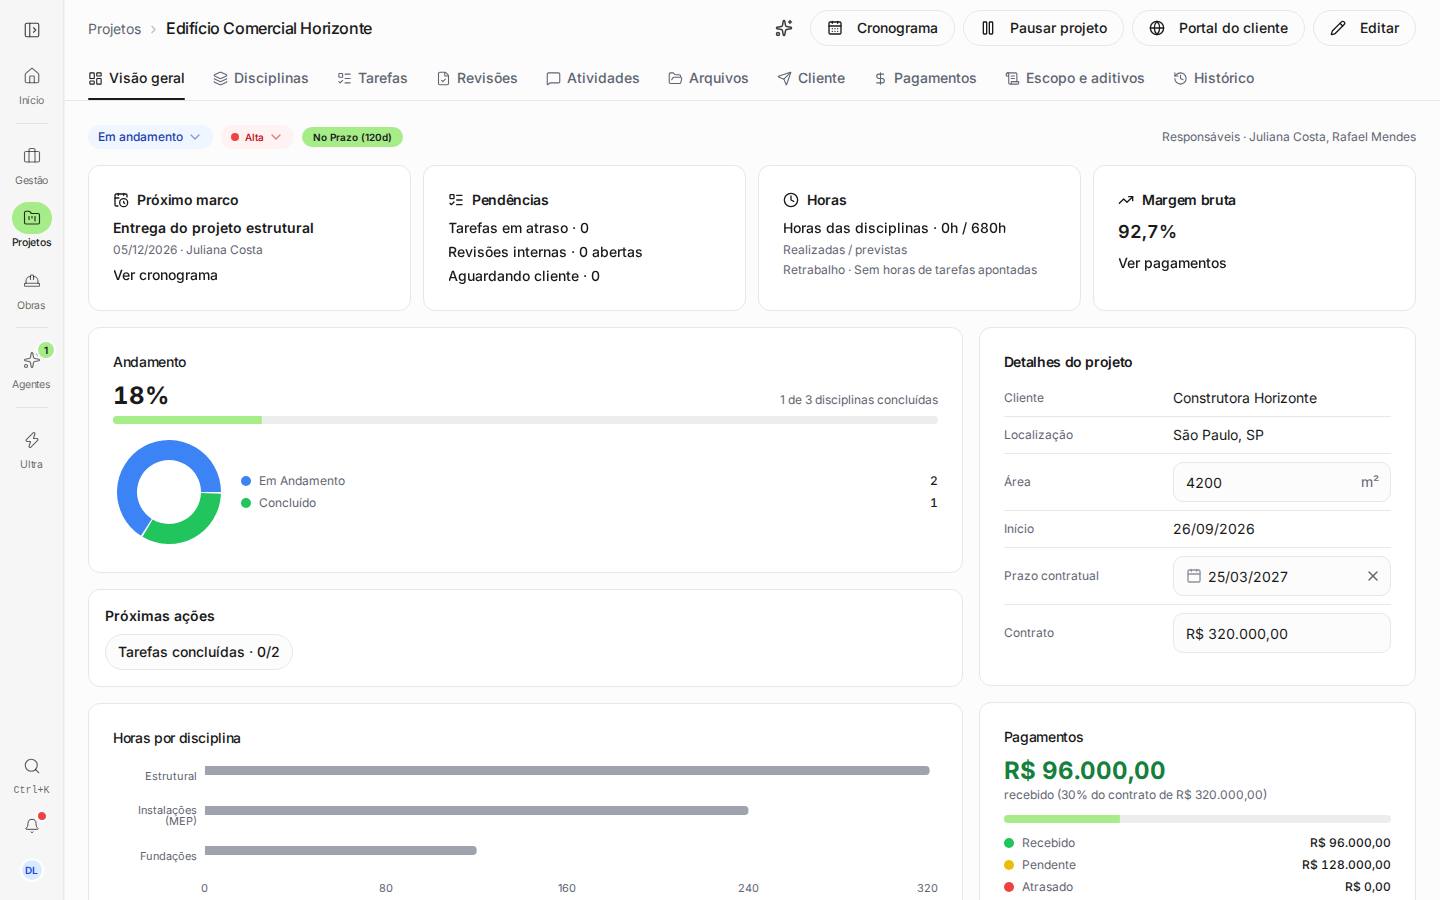 Projetos
Edifício Comercial Horizonte
Cronograma
Pausar projeto
Portal do cliente
Editar
Visão geral
Disciplinas
Tarefas
Revisões
Atividades
Arquivos
Cliente
Pagamentos
Escopo e aditivos
Histórico
Início
Gestão
Projetos
Obras
1
Agentes
Ultra
Ctrl+K
DL
Em andamento
Alta
No Prazo (120d)
Responsáveis · Juliana Costa, Rafael Mendes
Próximo marco
Entrega do projeto estrutural
05/12/2026 · Juliana Costa
Ver cronograma
Pendências
Tarefas em atraso · 0
Revisões internas · 0 abertas
Aguardando cliente · 0
Horas
Horas das disciplinas · 0h / 680h
Realizadas / previstas
Retrabalho · Sem horas de tarefas apontadas
Margem bruta
92,7%
Ver pagamentos
Andamento
18%
1 de 3 disciplinas concluídas
Em Andamento 2
Concluído 1
Próximas ações
Tarefas concluídas · 0/2
Horas por disciplina
Estrutural
Instalações
(MEP)
Fundações
0 80 160 240 320
Detalhes do projeto
Cliente Construtora Horizonte
Localização São Paulo, SP
Área 4200 m²
Início 26/09/2026
Prazo contratual 25/03/2027
Contrato R$ 320.000,00
Pagamentos
R$ 96.000,00
recebido (30% do contrato de R$ 320.000,00)
Recebido R$ 96.000,00
Pendente R$ 128.000,00
Atrasado R$ 0,00